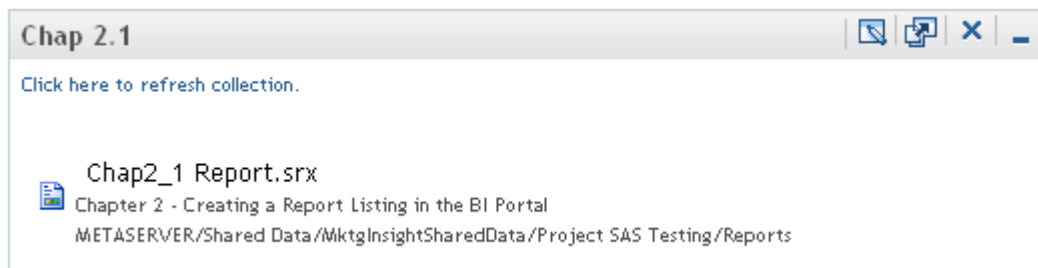 Chap 2.1
Click here to refresh collection.
Chap2_1 Report.srx
Chapter 2 - Creating a Report Listing in the BI Portal
METASERVER/Shared Data/MktgInsightSharedData/Project SAS Testing/Reports